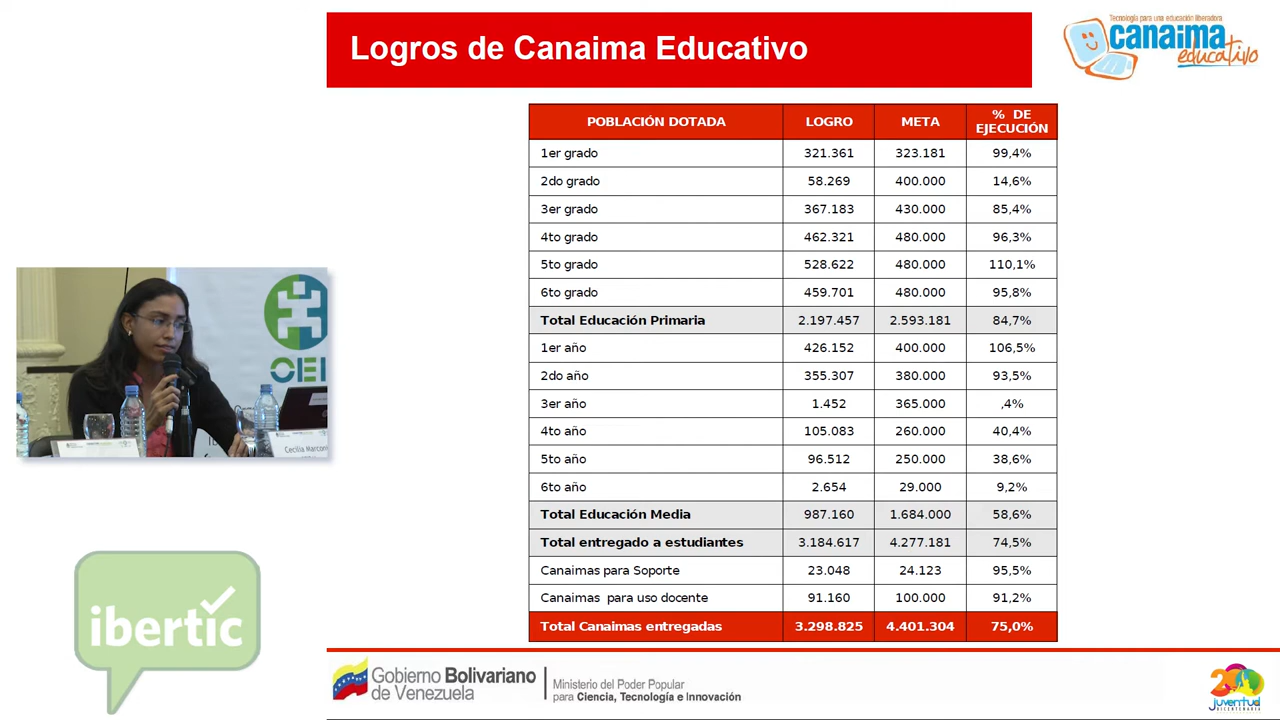 Logros de Canaima Educativo
Tecnología para una educación liberadora
canaima
educativo
POBLACIÓN DOTADA LOGRO META % DE EJECUCIÓN
1er grado 321.361 323.181 99,4%
2do grado 58.269 400.000 14,6%
3er grado 367.183 430.000 85,4%
4to grado 462.321 480.000 96,3%
5to grado 528.622 480.000 110,1%
6to grado 459.701 480.000 95,8%
Total Educación Primaria 2.197.457 2.593.181 84,7%
1er año 426.152 400.000 106,5%
2do año 355.307 380.000 93,5%
3er año 1.452 365.000 ,4%
4to año 105.083 260.000 40,4%
5to año 96.512 250.000 38,6%
6to año 2.654 29.000 9,2%
Total Educación Media 987.160 1.684.000 58,6%
Total entregado a estudiantes 3.184.617 4.277.181 74,5%
Canaimas para Soporte 23.048 24.123 95,5%
Canaimas para uso docente 91.160 100.000 91,2%
Total Canaimas entregadas 3.298.825 4.401.304 75,0%
OEI
Cecilia Marconi
ibertic
Gobierno Bolivariano
de Venezuela
Ministerio del Poder Popular
para Ciencia, Tecnología e Innovación
200
juventud
BICENTENARIA